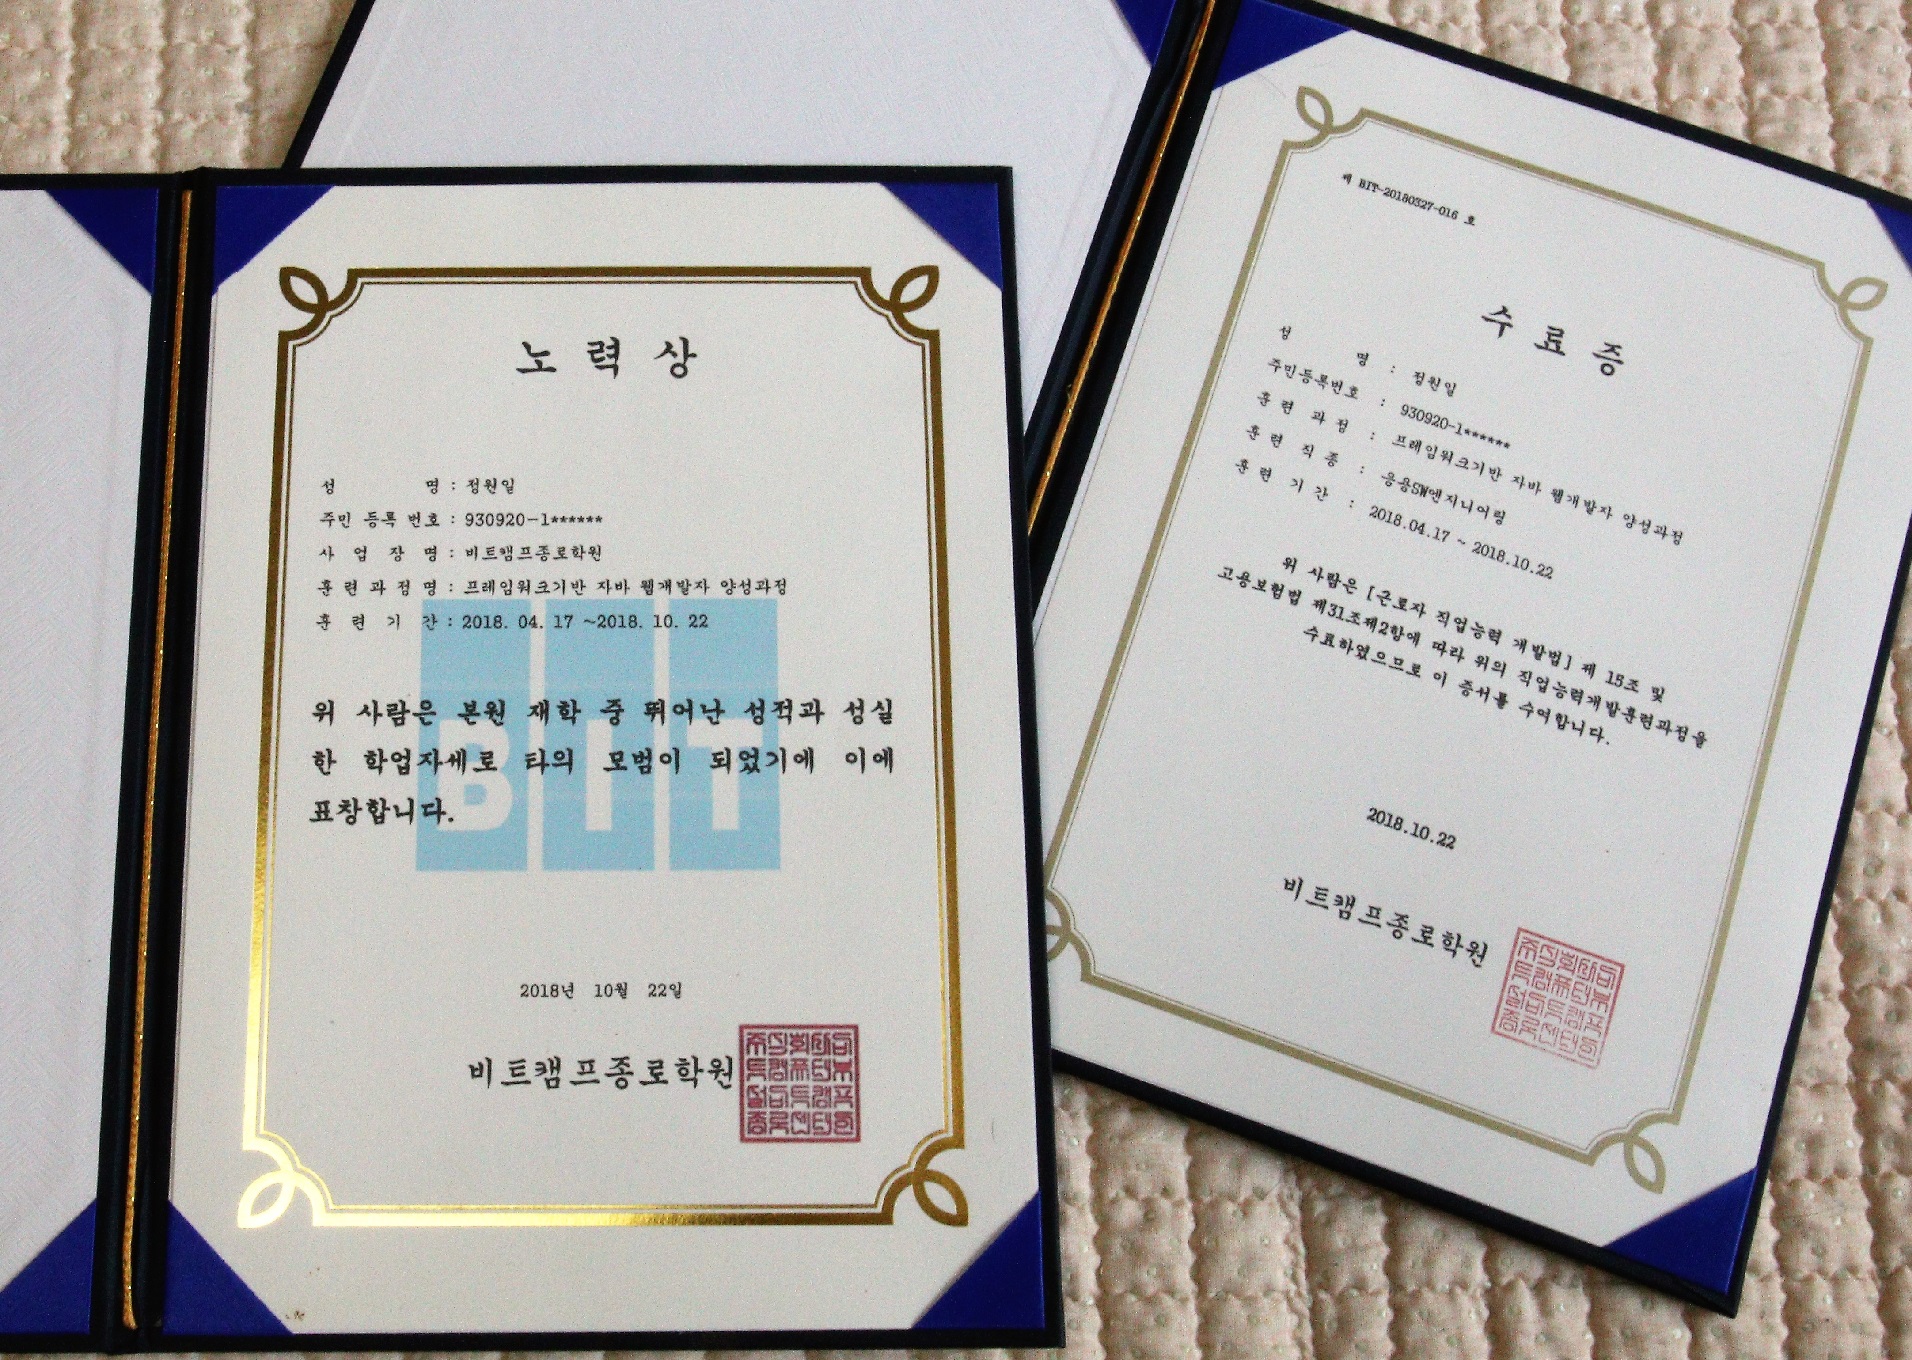 노력상
성 명 : 정원일
주민 등록 번호 : 930920-1******
사 업 장 명 : 비트캠프종로학원
훈련과정명 : 프레임워크기반 자바 웹개발자 양성과정
훈 련 기 간 : 2018. 04. 17 ~2018. 10. 22
위 사람은 본원 재학 중 뛰어난 성적과 성실
한 학업자세로 타의 모범이 되었기에 이에
표창합니다.
BIT
2018년 10월 22일
비트캠프종로학원
제 BIT-20180327-016 호
수료증
성 명 : 정원일
주민등록번호 : 930920-1******
훈 련 과 정 : 프레임워크기반 자바 웹개발자 양성과정
훈 련 직 종 : 응용SW엔지니어링
훈 련 기 간 : 2018.04.17 ~ 2018.10.22
위 사람은 [근로자 직업능력 개발법] 제 15조 및
고용보험법 제31조제2항에 따라 위의 직업능력개발훈련과정을
수료하였으므로 이 증서를 수여합니다.
2018.10.22
비트캠프종로학원